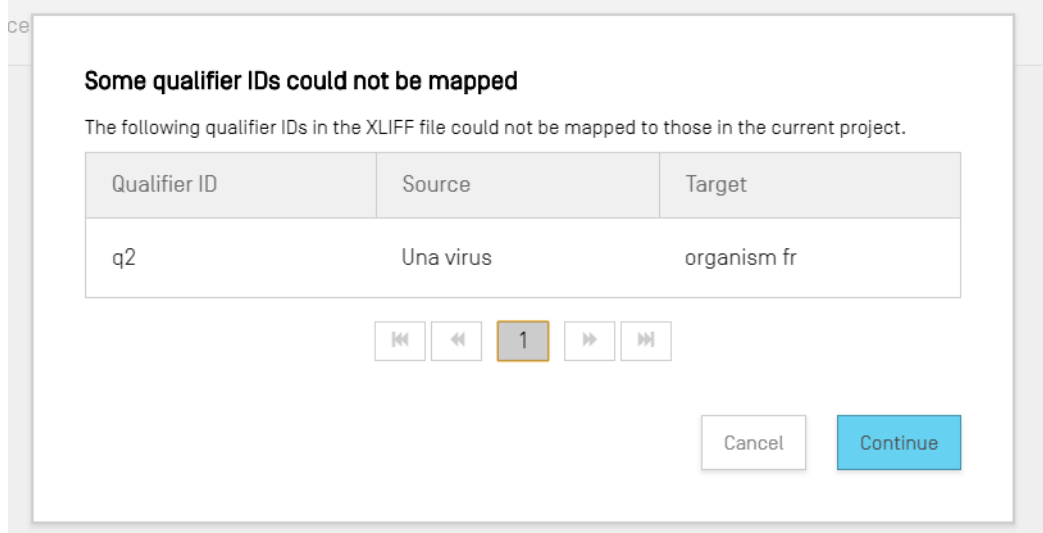 ce
Some qualifier IDs could not be mapped
The following qualifier IDs in the XLIFF file could not be mapped to those in the current project.
Qualifier ID Source Target
q2 Una virus organism fr
1
Cancel Continue